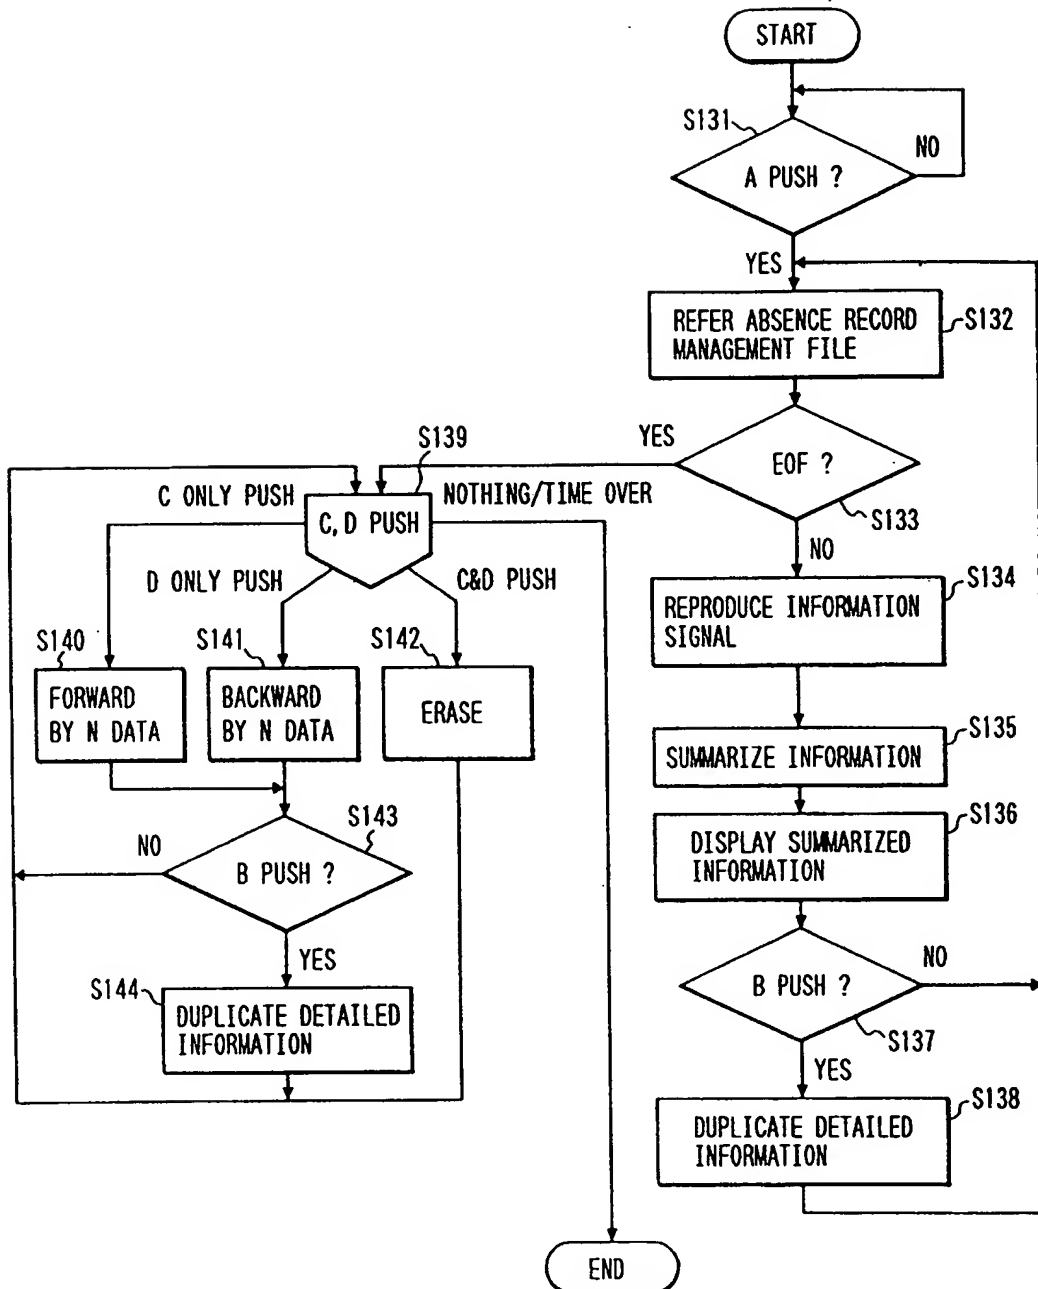 START
S131
A PUSH ?
NO
YES
REFER ABSENCE RECORD
MANAGEMENT FILE
S132
EOF ?
YES
S133
NO
S139
C ONLY PUSH
NOTHING/TIME OVER
C, D PUSH
D ONLY PUSH
C&D PUSH
S134
REPRODUCE INFORMATION
SIGNAL
S140
FORWARD
BY N DATA
S141
BACKWARD
BY N DATA
S142
ERASE
S135
SUMMARIZE INFORMATION
S136
DISPLAY SUMMARIZED
INFORMATION
S143
NO
B PUSH ?
YES
B PUSH ?
NO
S137
YES
S144
DUPLICATE DETAILED
INFORMATION
S138
DUPLICATE DETAILED
INFORMATION
END